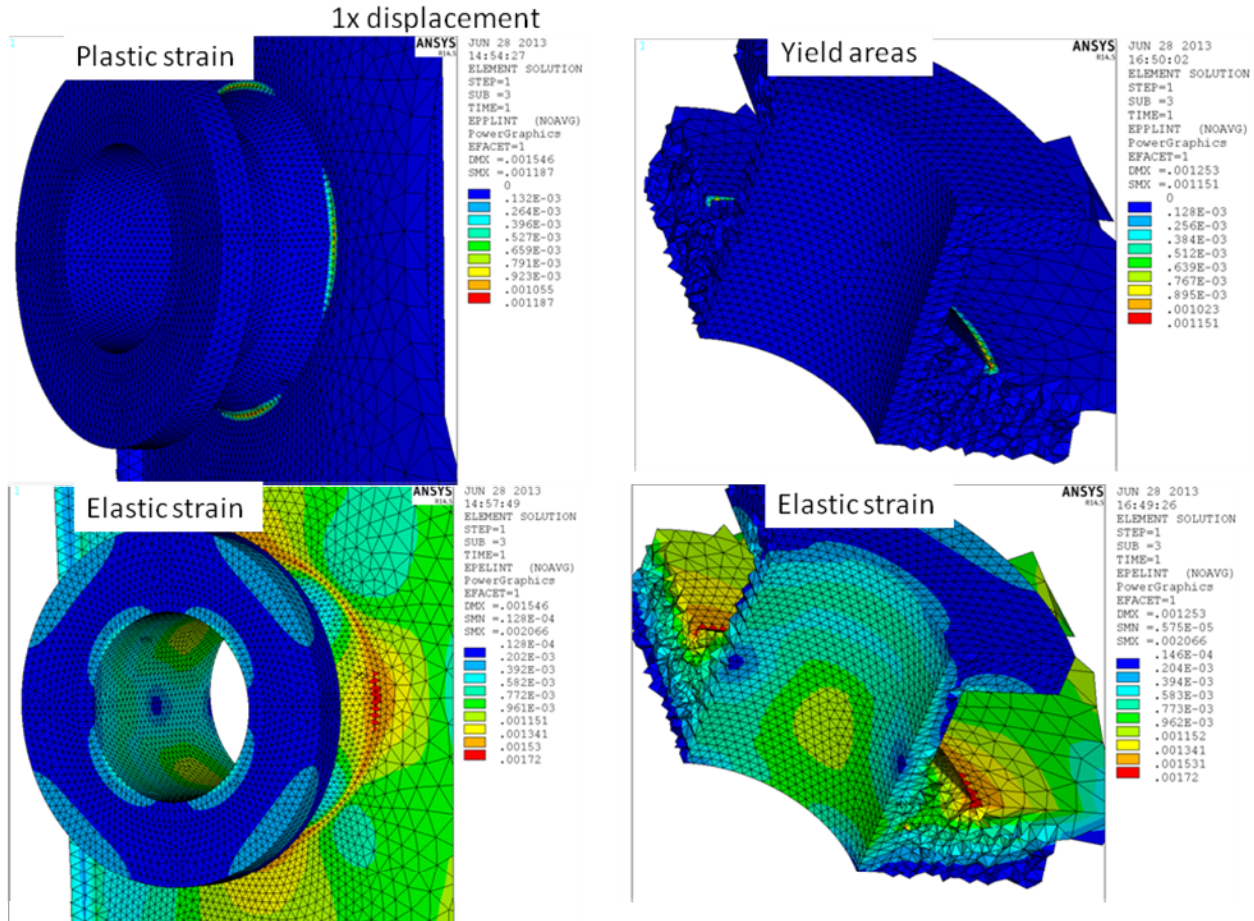 1x displacement
Plastic strain
1
ANSYS
R14.5
JUN 28 2013
14:54:27
ELEMENT SOLUTION
STEP=1
SUB =3
TIME=1
EPPLINT (NOAVG)
PowerGraphics
EFACET=1
DMX =.001546
SMX =.001187
0
.132E-03
.264E-03
.396E-03
.527E-03
.659E-03
.791E-03
.923E-03
.001055
.001187
Yield areas
1
ANSYS
R14.5
JUN 28 2013
16:50:02
ELEMENT SOLUTION
STEP=1
SUB =3
TIME=1
EPPLINT (NOAVG)
PowerGraphics
EFACET=1
DMX =.001253
SMX =.001151
0
.128E-03
.256E-03
.384E-03
.512E-03
.639E-03
.767E-03
.895E-03
.001023
.001151
Elastic strain
1
ANSYS
R14.5
JUN 28 2013
14:57:49
ELEMENT SOLUTION
STEP=1
SUB =3
TIME=1
EPELINT (NOAVG)
PowerGraphics
EFACET=1
DMX =.001546
SMN =.128E-04
SMX =.002066
.128E-04
.202E-03
.392E-03
.582E-03
.772E-03
.961E-03
.001151
.001341
.00153
.00172
Elastic strain
1
ANSYS
R14.5
JUN 28 2013
16:49:26
ELEMENT SOLUTION
STEP=1
SUB =3
TIME=1
EPELINT (NOAVG)
PowerGraphics
EFACET=1
DMX =.001253
SMN =.575E-05
SMX =.002066
.146E-04
.204E-03
.394E-03
.583E-03
.773E-03
.962E-03
.001152
.001341
.001531
.00172